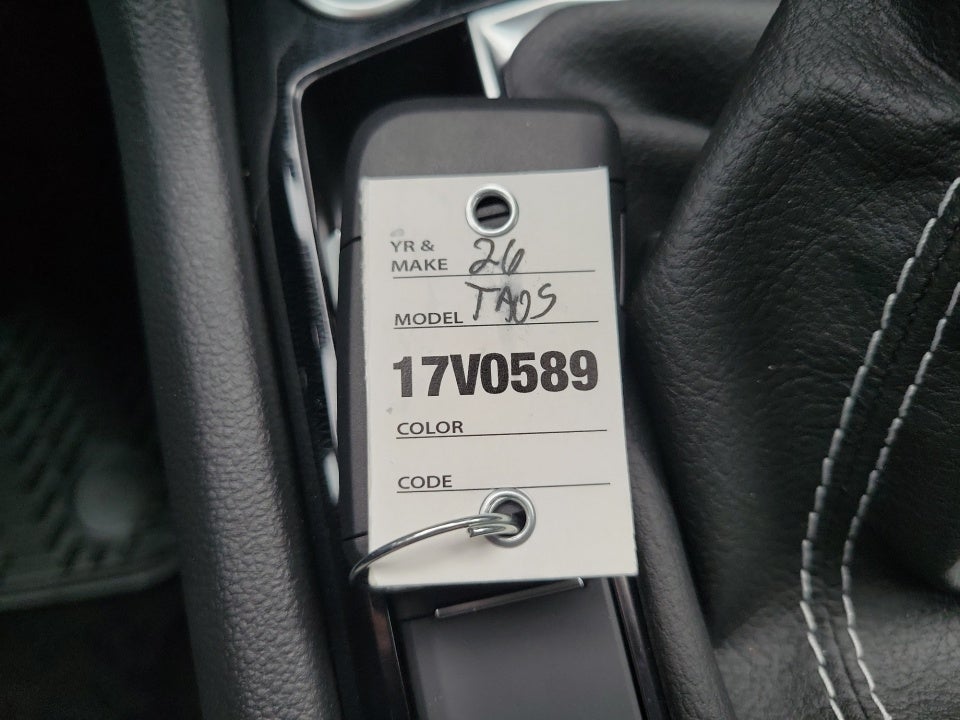 YR & MAKE 26
MODEL TAOS
17V0589
COLOR
CODE